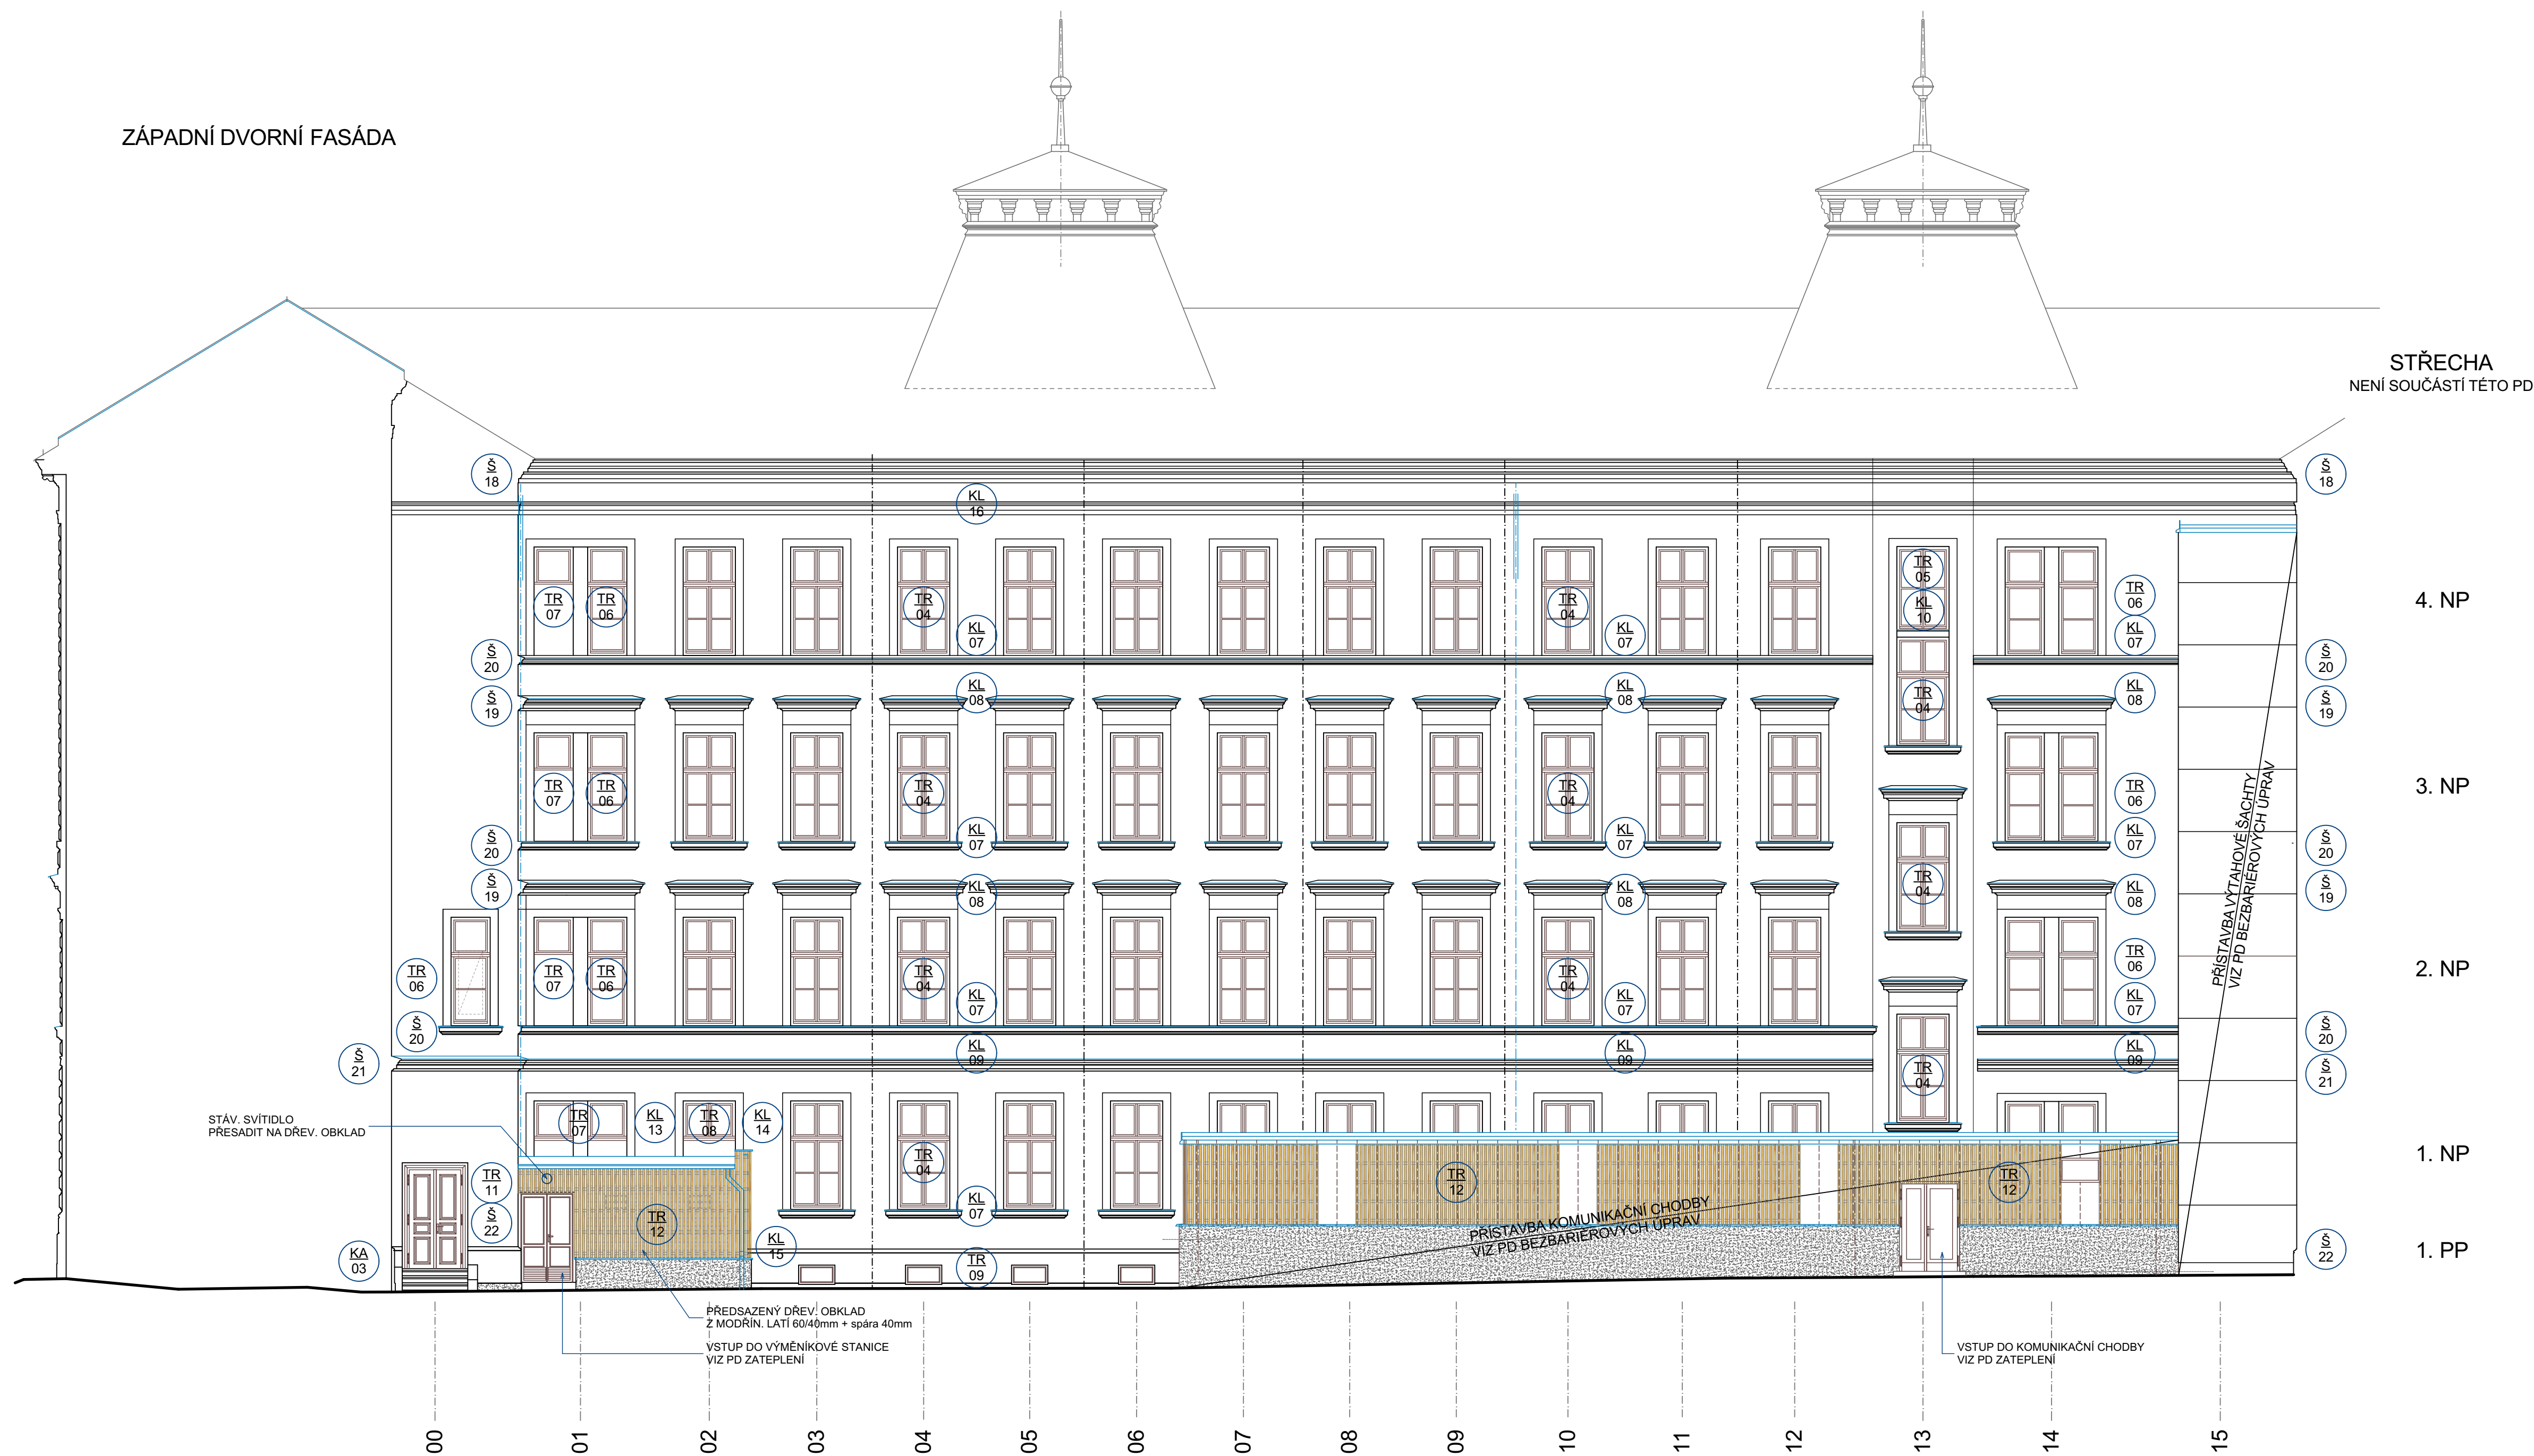 ZÁPADNÍ DVORNÍ FASÁDA
STŘECHA
NENÍ SOUČÁSTÍ TÉTO PD
Š
18
KL
16
Š
18
TR
07
TR
06
TR
04
KL
07
TR
04
KL
07
TR
05
KL
10
TR
06
KL
07
4. NP
Š
20
Š
19
KL
08
KL
08
TR
04
KL
08
Š
20
Š
19
TR
07
TR
06
TR
04
KL
07
TR
04
KL
07
TR
06
KL
07
3. NP
PŘÍSTAVBA VÝTAHOVÉ ŠACHTY
VIZ PD BEZBARIÉROVÝCH ÚPRAV
Š
20
Š
19
KL
08
KL
08
TR
04
KL
08
Š
20
Š
19
TR
06
TR
07
TR
06
TR
04
KL
07
TR
04
KL
07
TR
06
KL
07
2. NP
Š
20
Š
21
KL
09
KL
09
TR
04
KL
09
Š
20
Š
21
STÁV. SVÍTIDLO
PŘESADIT NA DŘEV. OBKLAD
TR
07
KL
13
TR
08
KL
14
TR
04
KL
07
TR
11
Š
22
TR
12
TR
12
TR
12
1. NP
PŘÍSTAVBA KOMUNIKAČNÍ CHODBY
VIZ PD BEZBARIÉROVÝCH ÚPRAV
KA
03
KL
15
TR
09
Š
22
1. PP
PŘEDSAZENÝ DŘEV. OBKLAD
Z MODŘÍN. LATÍ 60/40mm + spára 40mm
VSTUP DO VÝMĚNÍKOVÉ STANICE
VIZ PD ZATEPLENÍ
VSTUP DO KOMUNIKAČNÍ CHODBY
VIZ PD ZATEPLENÍ
00
01
02
03
04
05
06
07
08
09
10
11
12
13
14
15